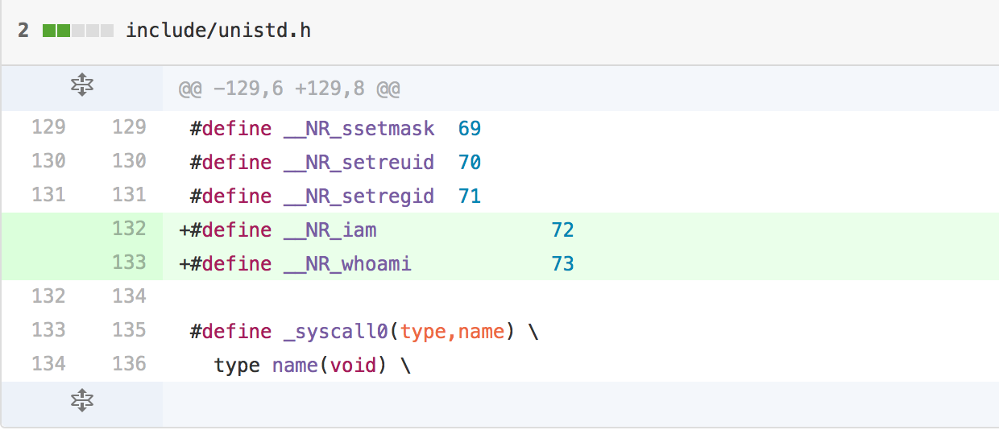 2 include/unistd.h
@@ -129,6 +129,8 @@
129 129 #define __NR_ssetmask 69
130 130 #define __NR_setreuid 70
131 131 #define __NR_setregid 71
132 +#define __NR_iam 72
133 +#define __NR_whoami 73
132 134
133 135 #define _syscall0(type,name) \
134 136 type name(void) \